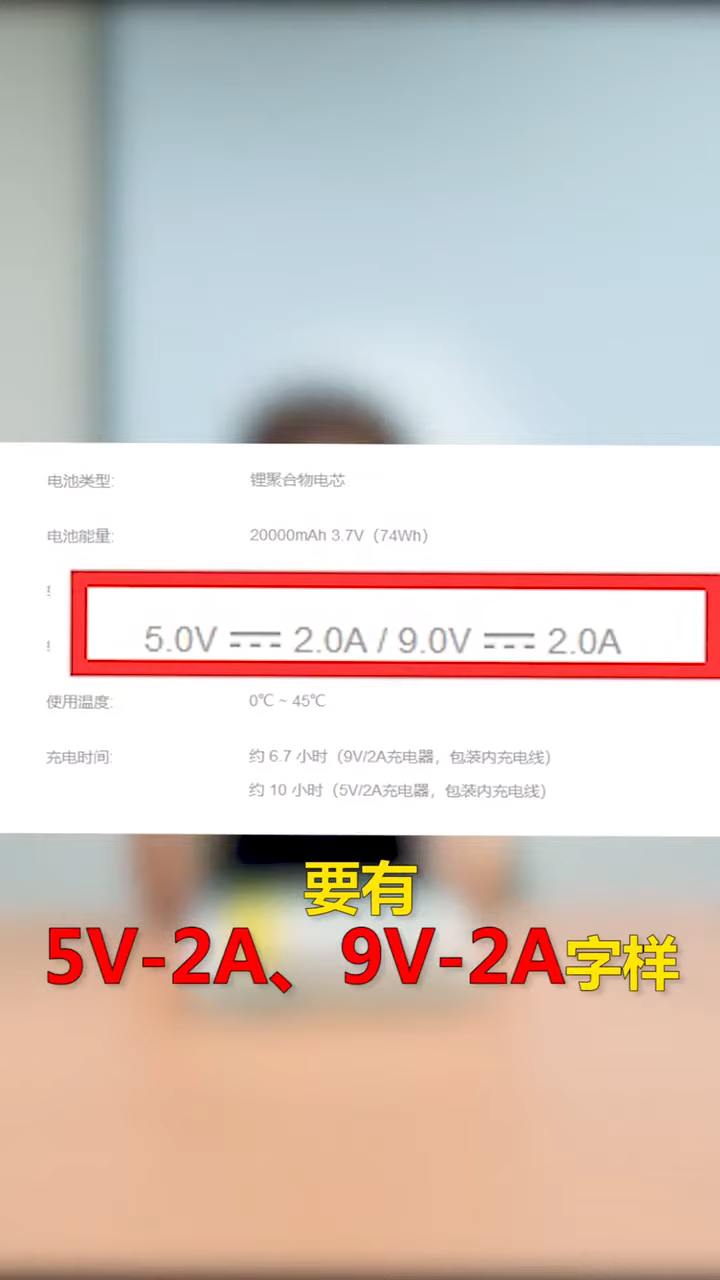 电池类型: 锂聚合物电芯
电池能量: 20000mAh 3.7V（74Wh）
5.0V ⎓ 2.0A / 9.0V ⎓ 2.0A
使用温度: 0℃ ~ 45℃
充电时间: 约 6.7 小时（9V/2A充电器，包装内充电线）
约 10 小时（5V/2A充电器，包装内充电线）
要有
5V-2A、9V-2A字样